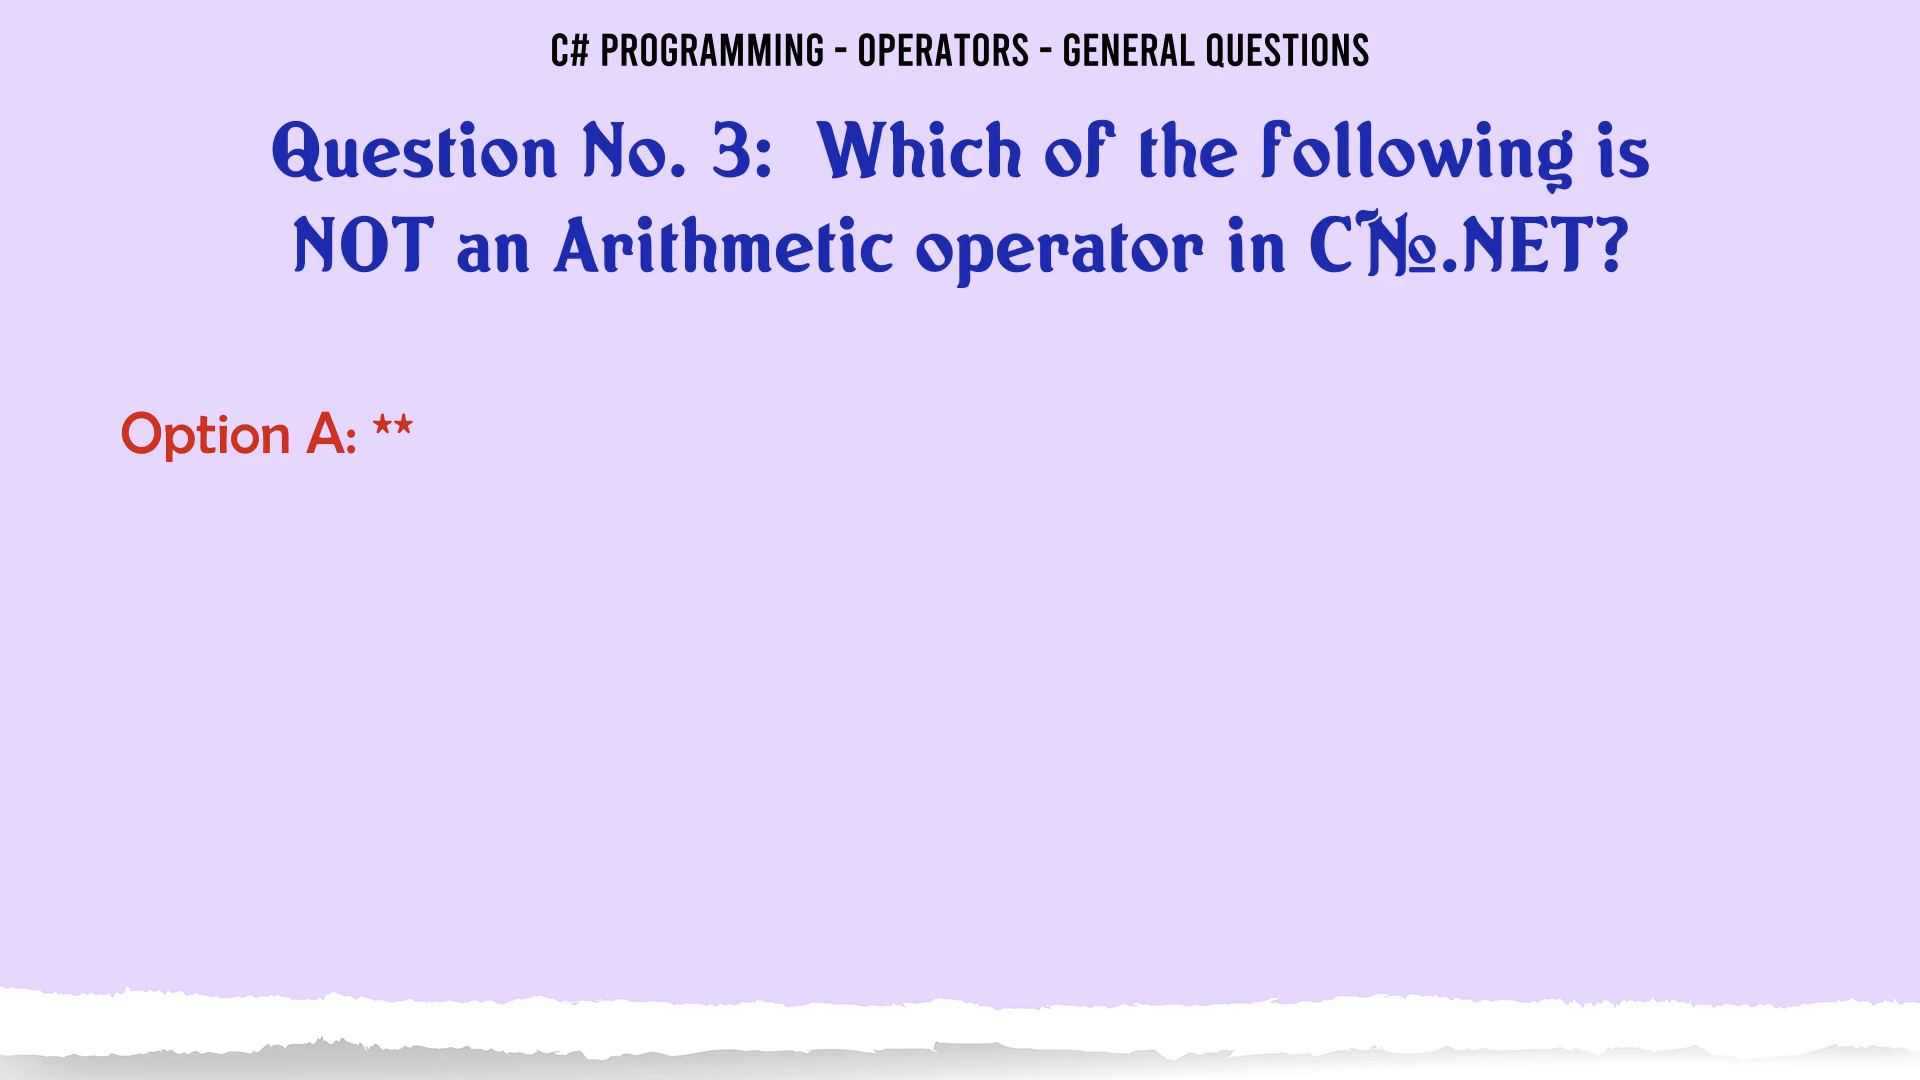 C# PROGRAMMING - OPERATORS - GENERAL QUESTIONS
Question No. 3: Which of the following is
NOT an Arithmetic operator in C№.NET?
Option A: **